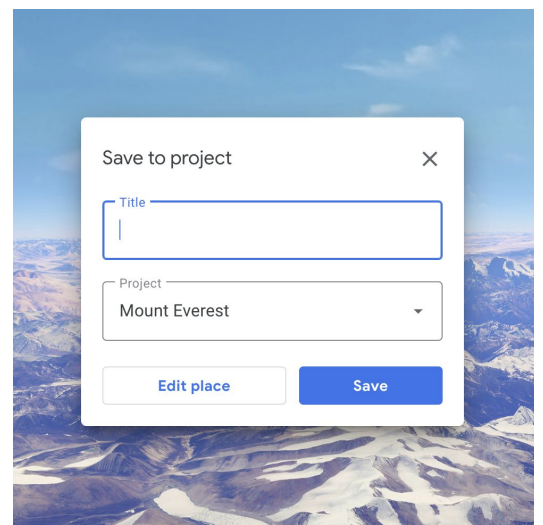 Save to project
Title
Project
Mount Everest
Edit place
Save